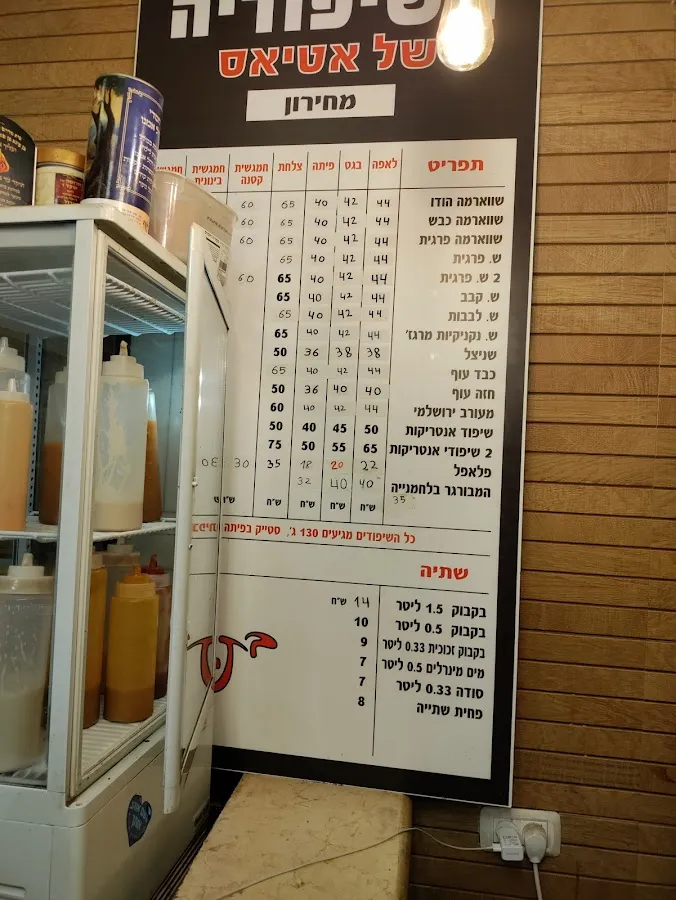 של אטיאס
מחירון
תפריט לאפה בגט פיתה צלחת חמגשית קטנה חמגשית בינונית
שווארמה הודו 44 42 40 65 60
שווארמה כבש 44 42 40 65 60
שווארמה פרגית 44 42 40 65 60
ש. פרגית 44 42 40 65
2 ש. פרגית 44 42 40 65 60
ש. קבב 44 42 40 65
ש. לבבות 44 42 40 65
ש. נקניקיות מרגז' 44 42 40 65
שניצל 38 38 36 50
כבד עוף 44 42 40 65
חזה עוף 40 40 36 50
מעורב ירושלמי 44 42 40 60
שיפוד אנטריקות 50 45 40 50
2 שיפודי אנטריקות 65 55 50 75
פלאפל 22 20 18 35 30
המבורגר בלחמנייה 40 40 32
35 ש"ח ש"ח ש"ח ש"ח
כל השיפודים מגיעים 130 ג', סטייק בפיתה
שתיה
בקבוק 1.5 ליטר 14 ש"ח
בקבוק 0.5 ליטר 10
בקבוק זכוכית 0.33 ליטר 9
מים מינרלים 0.5 ליטר 7
סודה 0.33 ליטר 7
פחית שתייה 8